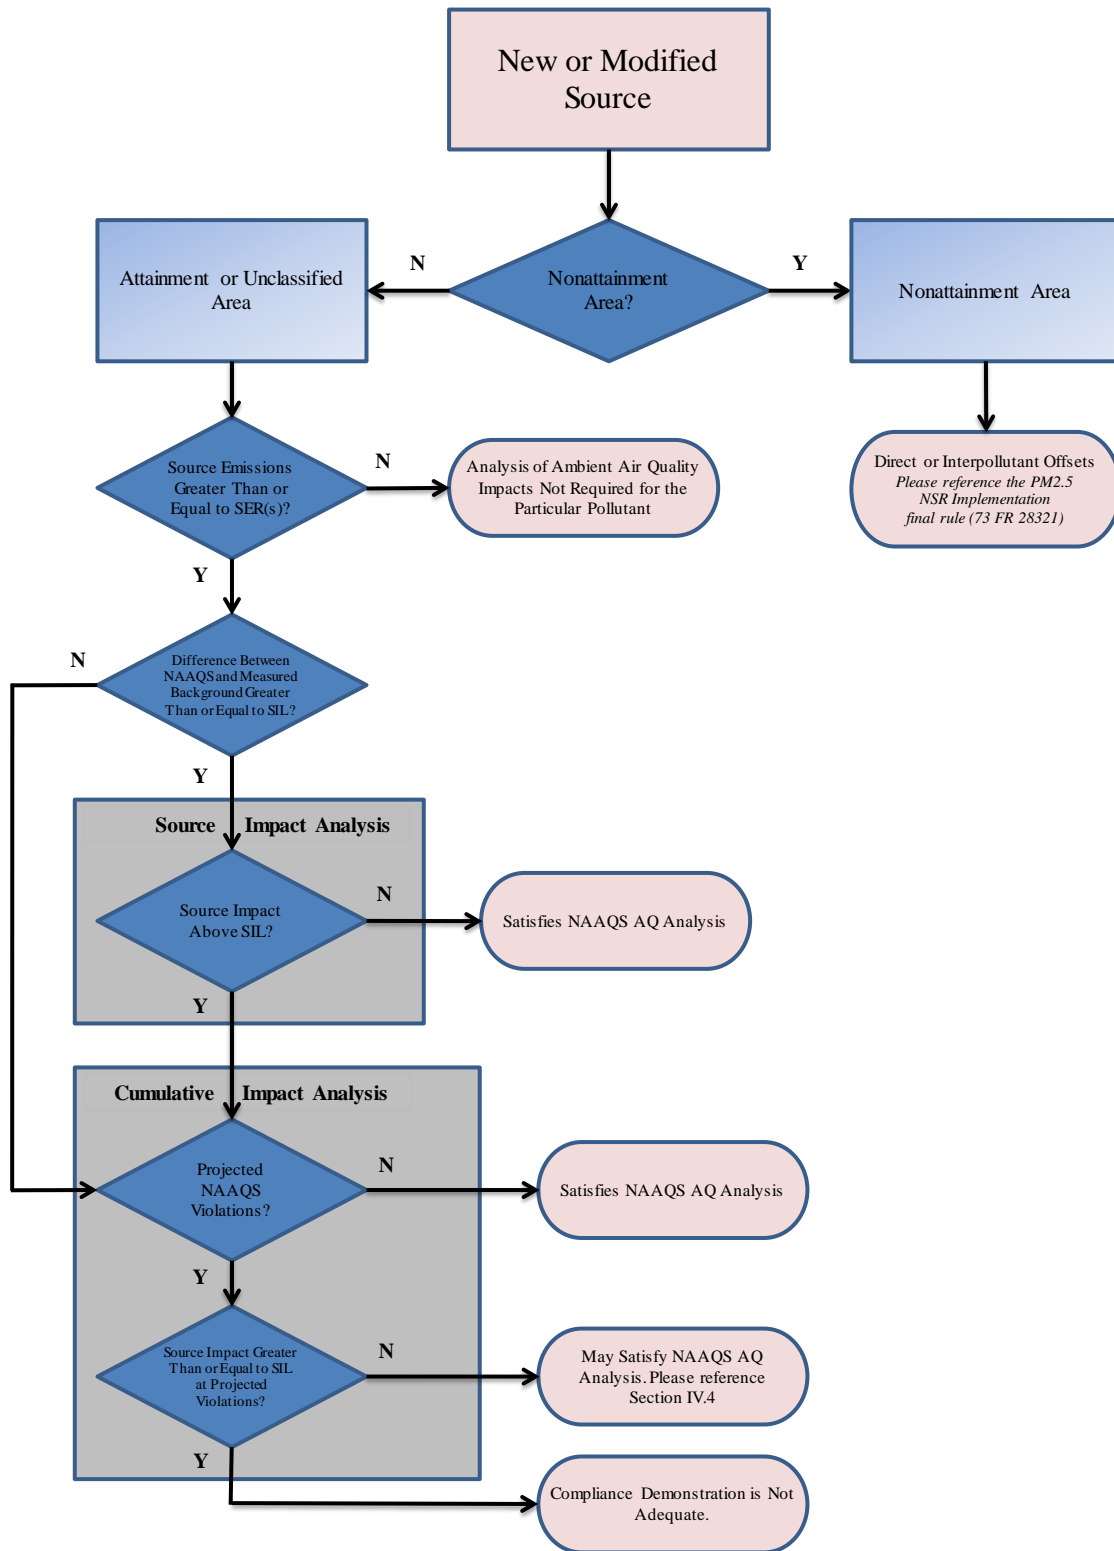 New or Modified
Source
N
Y
Attainment or Unclassified
Area
Nonattainment
Area?
Nonattainment Area
Source Emissions
Greater Than or
Equal to SER(s)?
N
Analysis of Ambient Air Quality
Impacts Not Required for the
Particular Pollutant
Direct or Interpollutant Offsets
Please reference the PM2.5
NSR Implementation
final rule (73 FR 28321)
Y
N
Difference Between
NAAQS and Measured
Background Greater
Than or Equal to SIL?
Y
Source Impact Analysis
Source Impact
Above SIL?
N
Satisfies NAAQS AQ Analysis
Y
Cumulative Impact Analysis
Projected
NAAQS
Violations?
N
Satisfies NAAQS AQ Analysis
Y
Source Impact Greater
Than or Equal to SIL
at Projected
Violations?
N
May Satisfy NAAQS AQ
Analysis. Please reference
Section IV.4
Y
Compliance Demonstration is Not
Adequate.